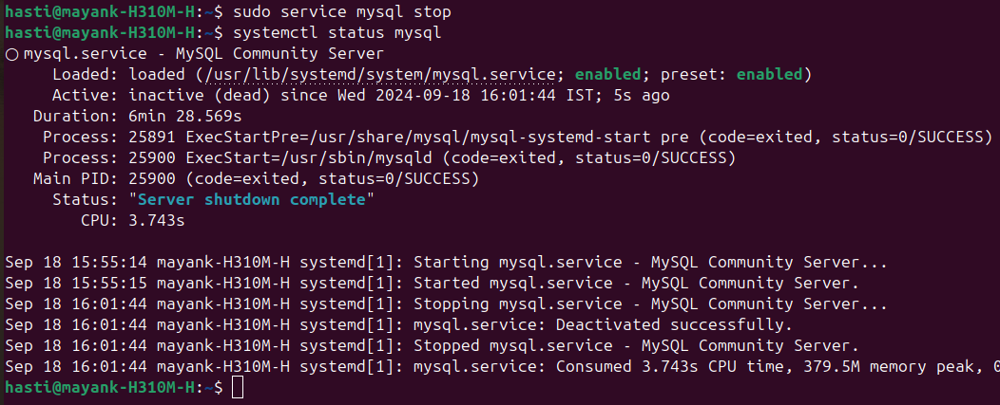 hasti@mayank-H310M-H:~$ sudo service mysql stop
hasti@mayank-H310M-H:~$ systemctl status mysql
○ mysql.service - MySQL Community Server
     Loaded: loaded (/usr/lib/systemd/system/mysql.service; enabled; preset: enabled)
     Active: inactive (dead) since Wed 2024-09-18 16:01:44 IST; 5s ago
   Duration: 6min 28.569s
    Process: 25891 ExecStartPre=/usr/share/mysql/mysql-systemd-start pre (code=exited, status=0/SUCCESS)
    Process: 25900 ExecStart=/usr/sbin/mysqld (code=exited, status=0/SUCCESS)
   Main PID: 25900 (code=exited, status=0/SUCCESS)
     Status: "Server shutdown complete"
        CPU: 3.743s

Sep 18 15:55:14 mayank-H310M-H systemd[1]: Starting mysql.service - MySQL Community Server...
Sep 18 15:55:15 mayank-H310M-H systemd[1]: Started mysql.service - MySQL Community Server.
Sep 18 16:01:44 mayank-H310M-H systemd[1]: Stopping mysql.service - MySQL Community Server...
Sep 18 16:01:44 mayank-H310M-H systemd[1]: mysql.service: Deactivated successfully.
Sep 18 16:01:44 mayank-H310M-H systemd[1]: Stopped mysql.service - MySQL Community Server.
Sep 18 16:01:44 mayank-H310M-H systemd[1]: mysql.service: Consumed 3.743s CPU time, 379.5M memory peak, 0
hasti@mayank-H310M-H:~$